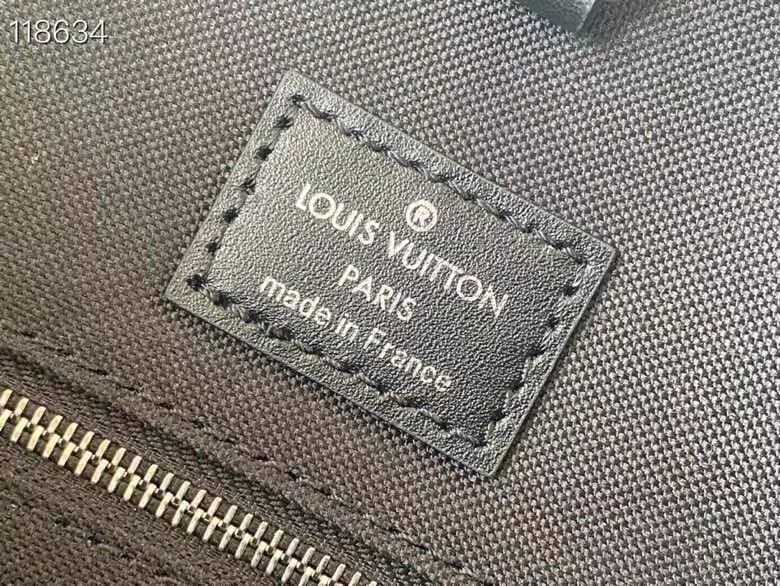 118634
®
LOUIS VUITTON
PARIS
made in France